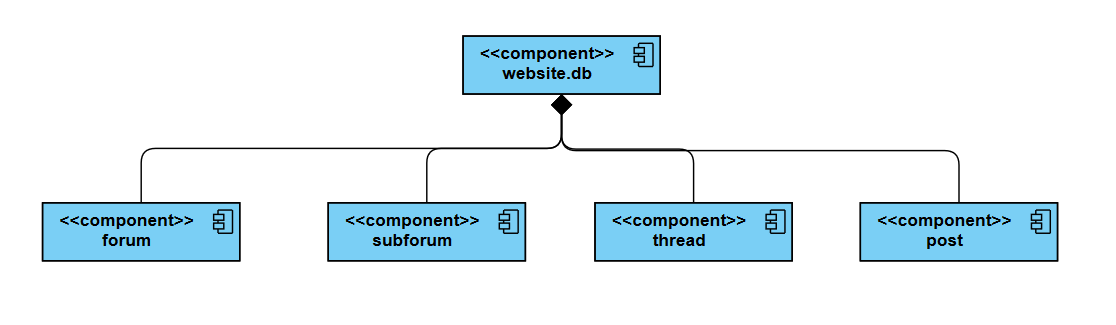 <<component>>
website.db
<<component>>
forum
<<component>>
subforum
<<component>>
thread
<<component>>
post